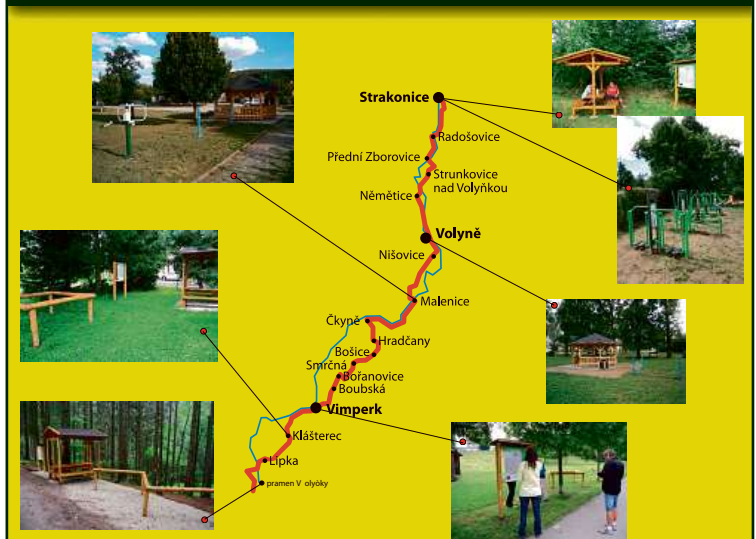 Strakonice
Radošovice
Přední Zborovice
Strunkovice
nad Volyňkou
Němětice
Volyně
Nišovice
Malenice
Čkyně
Hradčany
Bošice
Smrčná
Bořanovice
Boubská
Vimperk
Klášterec
Lipka
pramen V olyòky